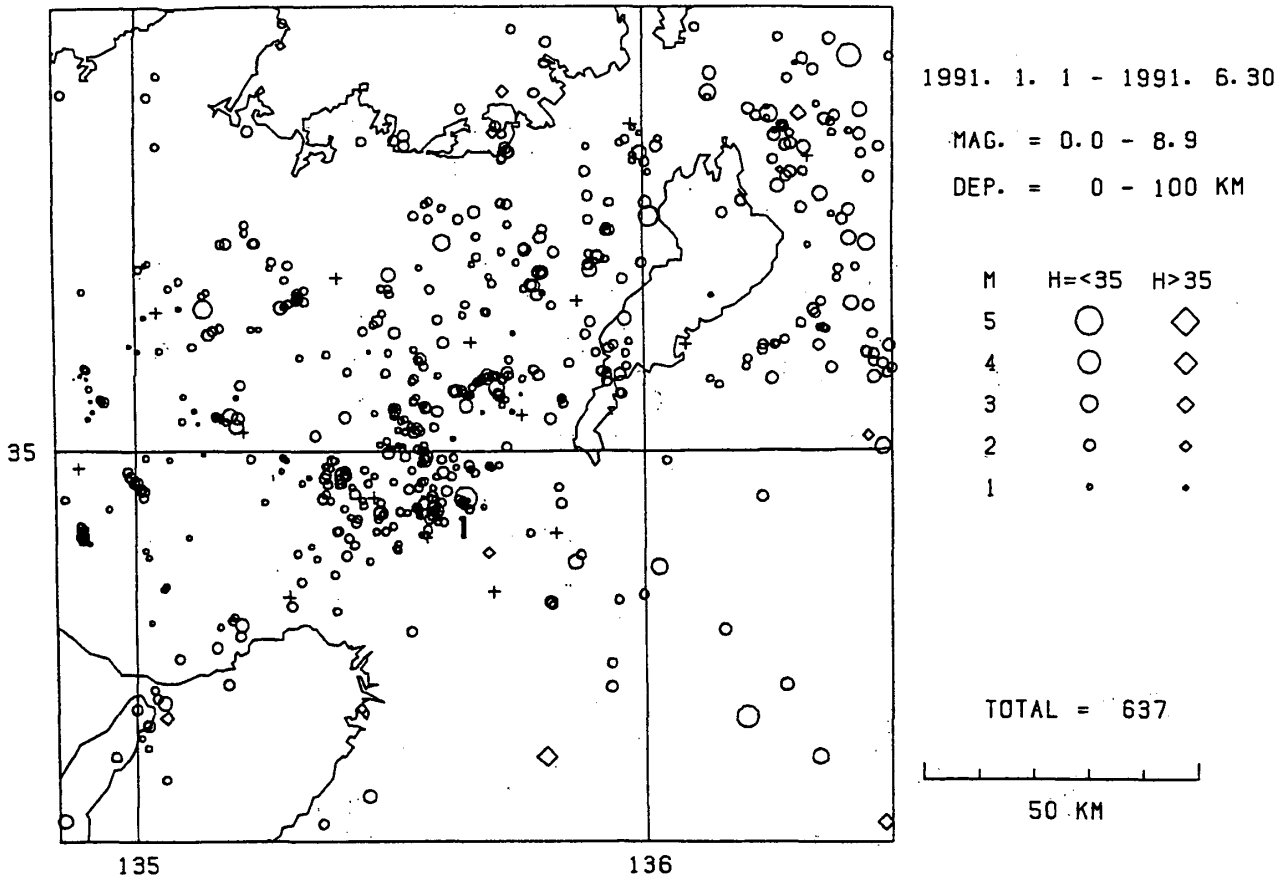 1991. 1. 1 - 1991. 6.30
MAG. = 0.0 - 8.9
DEP. = 0 - 100 KM
M H=<35 H>35
5
4
3
2
1
35
1
TOTAL = 637
50 KM
135 136